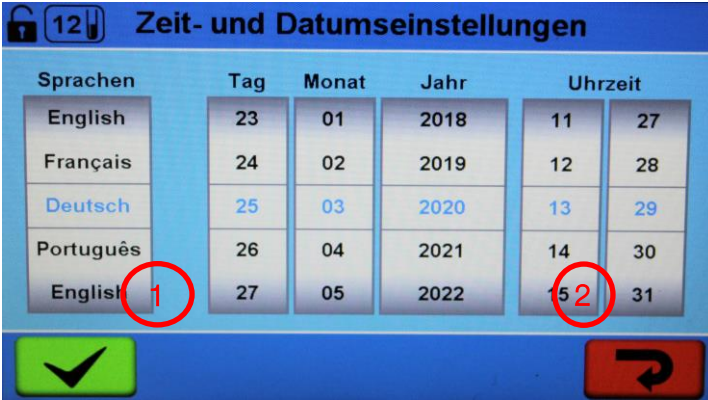 12 Zeit- und Datumseinstellungen
Sprachen Tag Monat Jahr Uhrzeit
English 23 01 2018 11 27
Français 24 02 2019 12 28
Deutsch 25 03 2020 13 29
Português 26 04 2021 14 30
English 27 05 2022 15 31
1 2